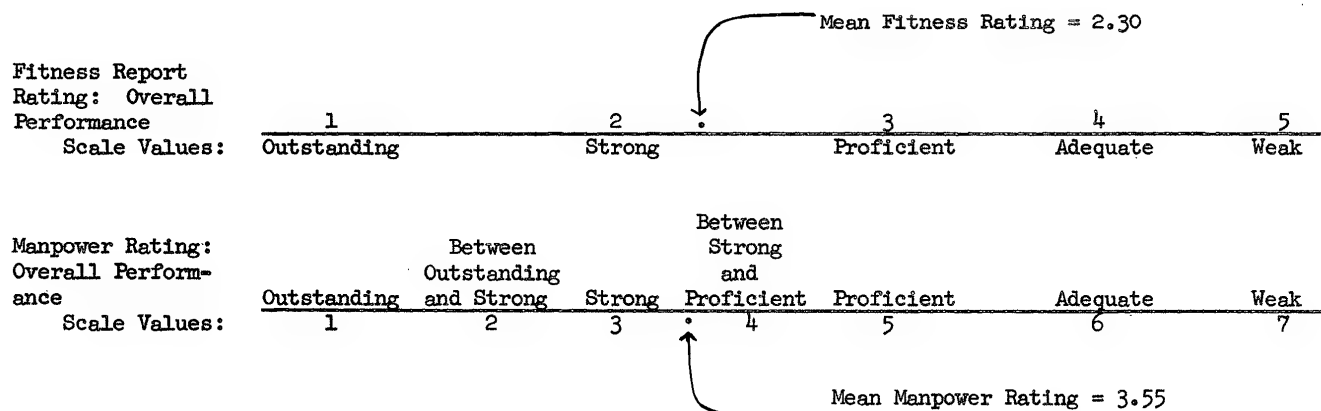 Mean Fitness Rating = 2.30
Fitness Report
Rating: Overall
Performance 1 2 3 4 5
Scale Values: Outstanding Strong Proficient Adequate Weak
Between
Manpower Rating: Between Strong
Overall Perform- Outstanding and
ance Outstanding and Strong Strong Proficient Proficient Adequate Weak
Scale Values: 1 2 3 4 5 6 7
Mean Manpower Rating = 3.55